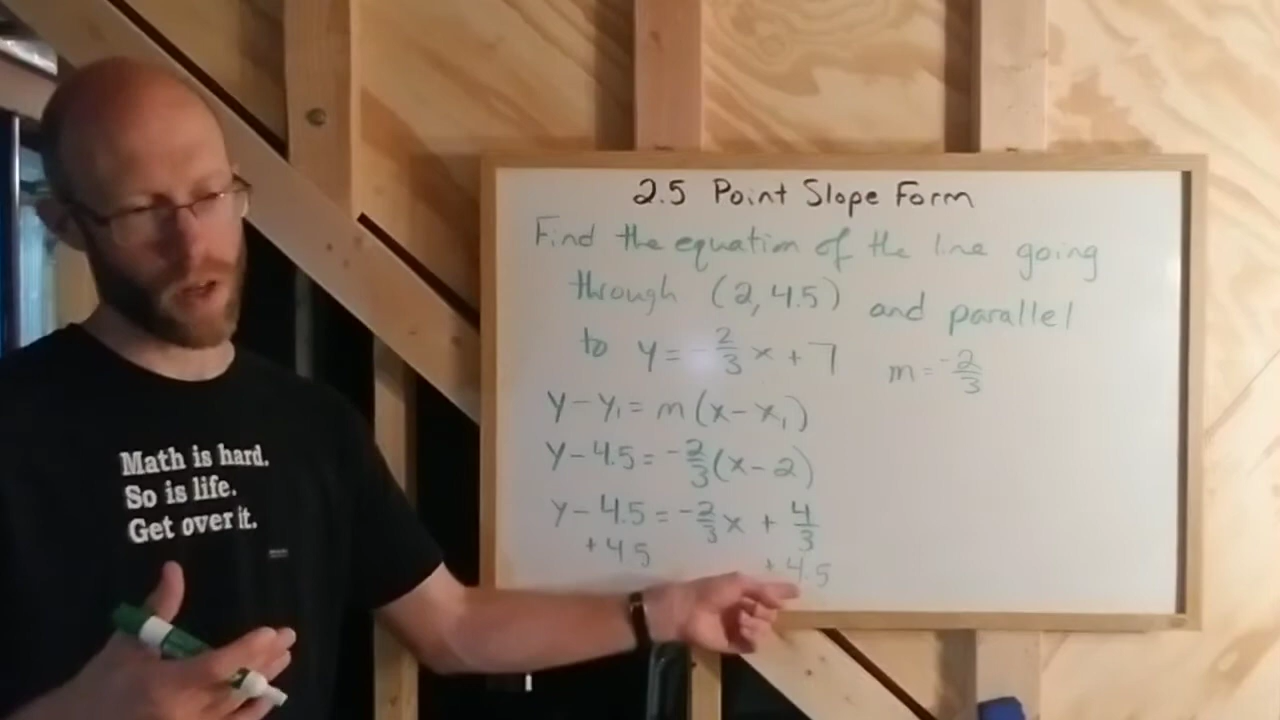 2.5 Point Slope Form
Find the equation of the line going
through (2, 4.5) and parallel
to y = -2/3 x + 7
m = -2/3
y - y₁ = m(x - x₁)
y - 4.5 = -2/3(x - 2)
y - 4.5 = -2/3 x + 4/3
+4.5 +4.5
Math is hard.
So is life.
Get over it.